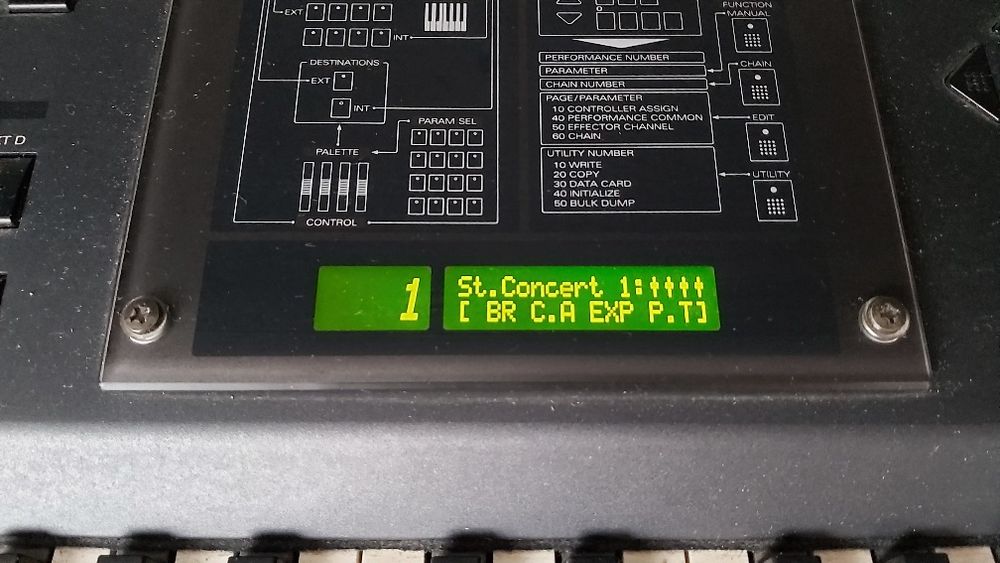 EXT
INT
DESTINATIONS
EXT
INT
PARAM SEL
PALETTE
CONTROL
0
FUNCTION
MANUAL
PERFORMANCE NUMBER
PARAMETER
CHAIN NUMBER
CHAIN
PAGE/PARAMETER
10 CONTROLLER ASSIGN
40 PERFORMANCE COMMON
50 EFFECTOR CHANNEL
60 CHAIN
EDIT
UTILITY NUMBER
10 WRITE
20 COPY
30 DATA CARD
40 INITIALIZE
50 BULK DUMP
UTILITY
XT D
1
St.Concert 1:
[ BR C.A EXP P.T]